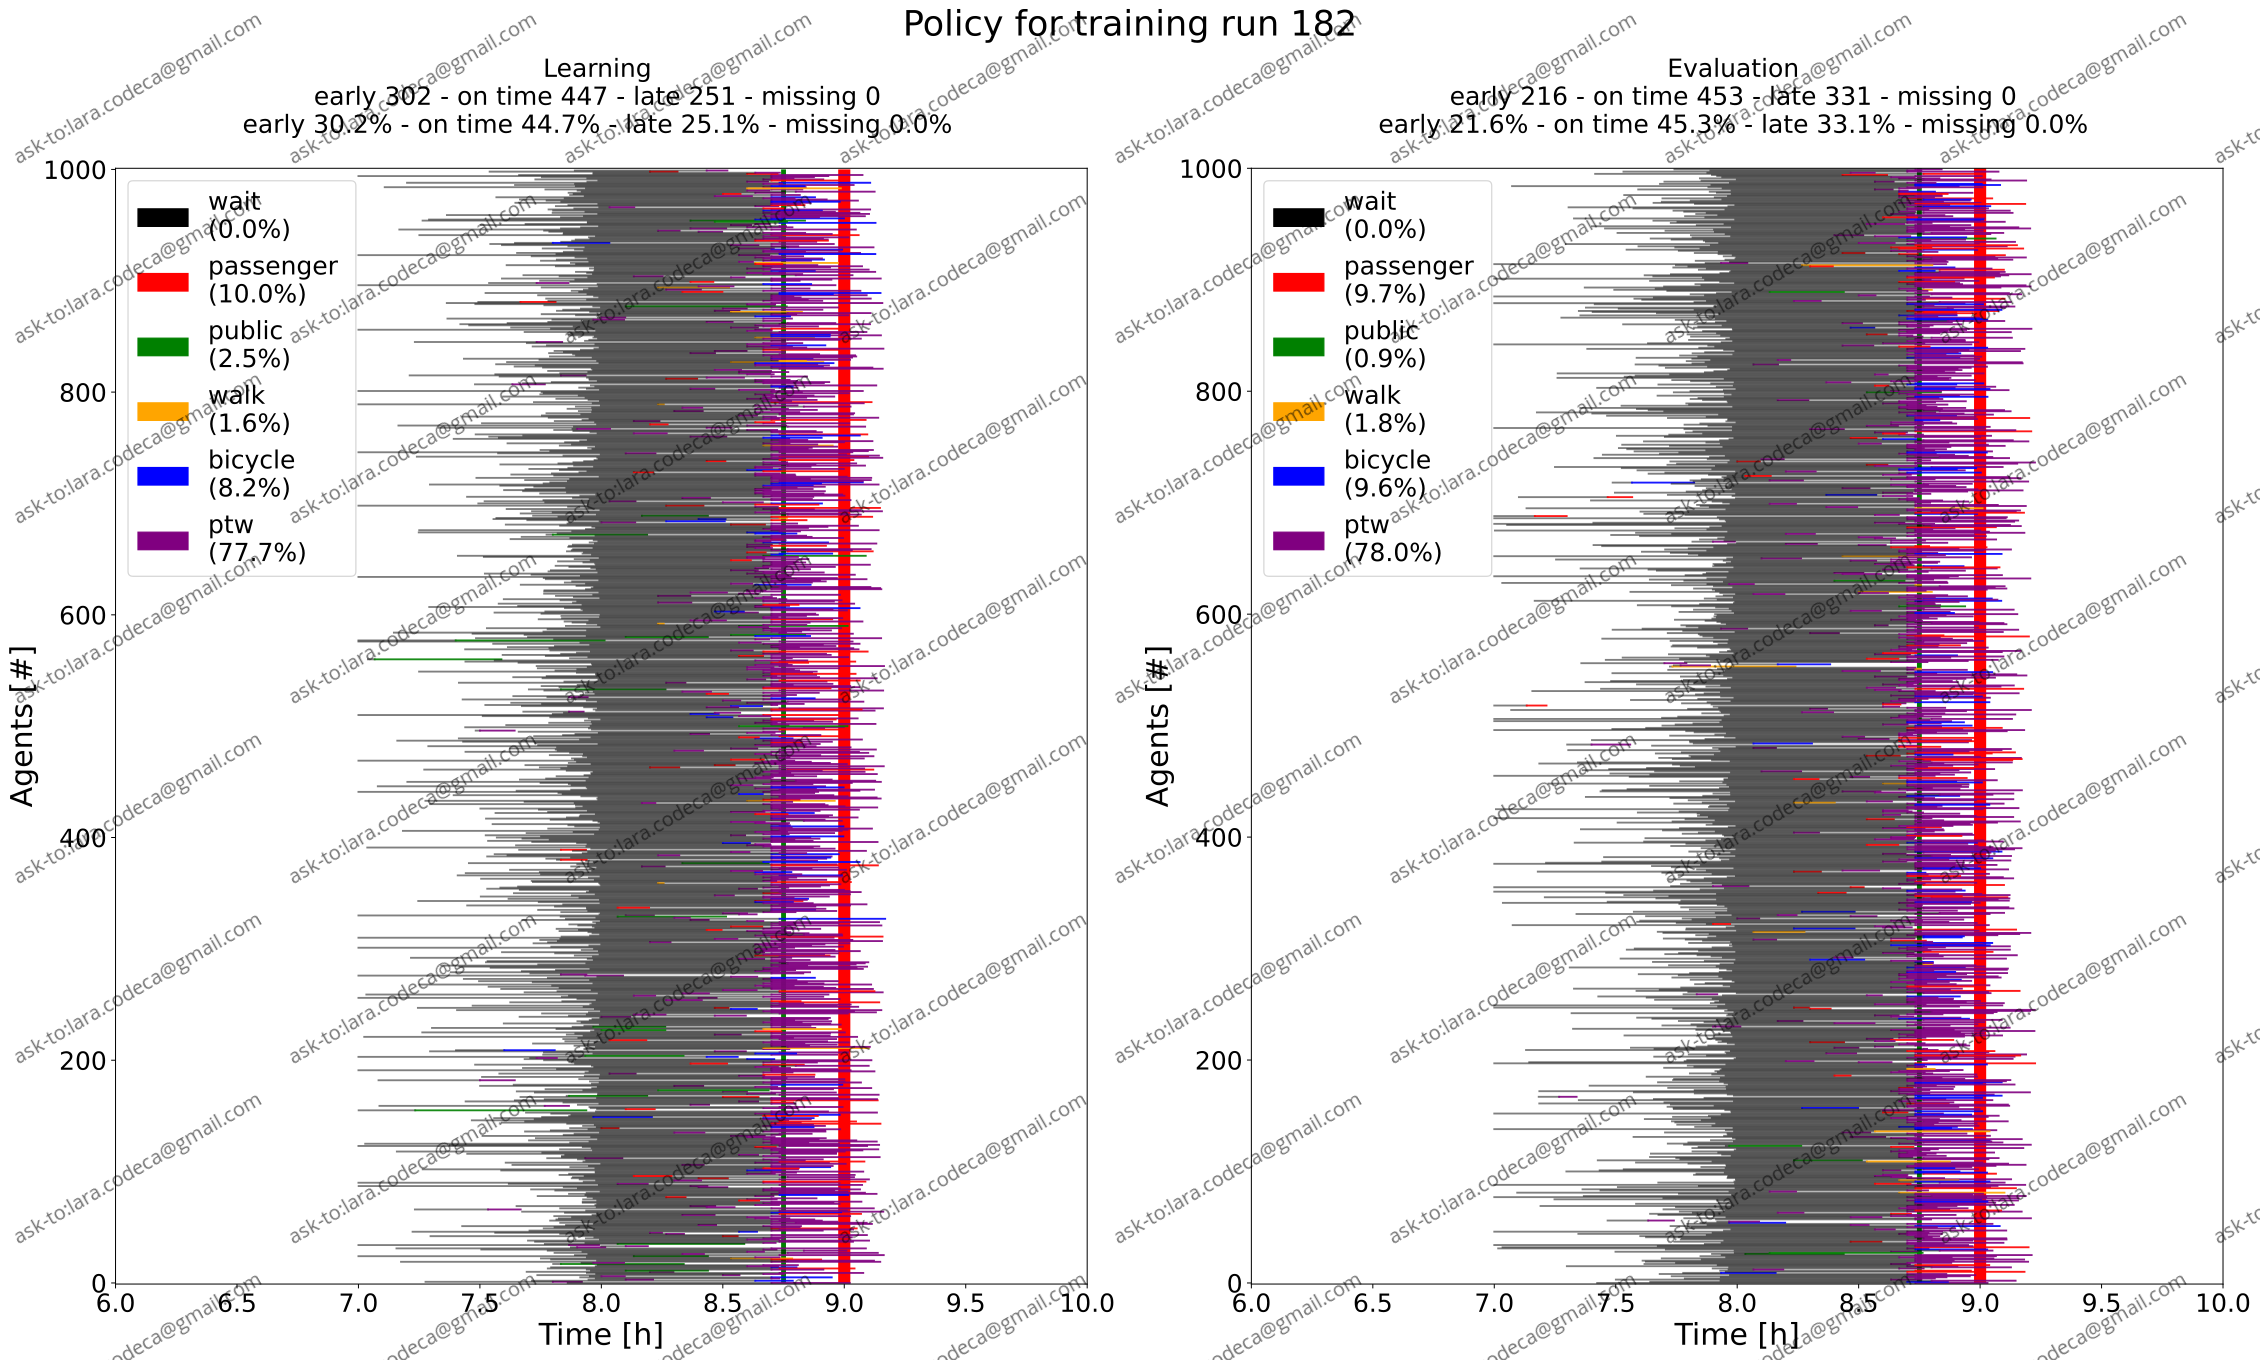 Policy for training run 182
Learning
early 302 - on time 447 - late 251 - missing 0
early 30.2% - on time 44.7% - late 25.1% - missing 0.0%
1000
800
600
400
200
0
Agents [#]
wait
(0.0%)
passenger
(10.0%)
public
(2.5%)
walk
(1.6%)
bicycle
(8.2%)
ptw
(77.7%)
6.0 6.5 7.0 7.5 8.0 8.5 9.0 9.5 10.0
Time [h]
Evaluation
early 216 - on time 453 - late 331 - missing 0
early 21.6% - on time 45.3% - late 33.1% - missing 0.0%
1000
800
600
400
200
0
Agents [#]
wait
(0.0%)
passenger
(9.7%)
public
(0.9%)
walk
(1.8%)
bicycle
(9.6%)
ptw
(78.0%)
6.0 6.5 7.0 7.5 8.0 8.5 9.0 9.5 10.0
Time [h]
ask-to:lara.codeca@gmail.com